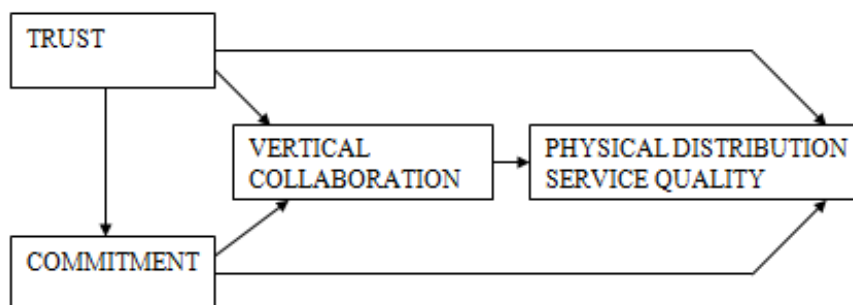 TRUST
VERTICAL
COLLABORATION
PHYSICAL DISTRIBUTION
SERVICE QUALITY
COMMITMENT